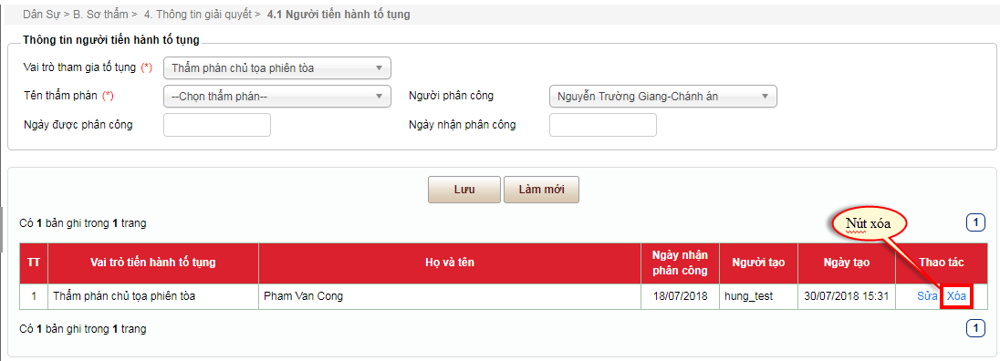 Dân Sự > B. Sơ thẩm > 4. Thông tin giải quyết > 4.1 Người tiến hành tố tụng
Thông tin người tiến hành tố tụng
Vai trò tham gia tố tụng (*) Thẩm phán chủ tọa phiên tòa
Tên thẩm phán (*) --Chọn thẩm phán-- Người phân công Nguyễn Trường Giang-Chánh án
Ngày được phân công Ngày nhận phân công
Lưu Làm mới
Có 1 bản ghi trong 1 trang 1
Nút xóa
TT Vai trò tiến hành tố tụng Họ và tên Ngày nhận phân công Người tạo Ngày tạo Thao tác
1 Thẩm phán chủ tọa phiên tòa Pham Van Cong 18/07/2018 hung_test 30/07/2018 15:31 Sửa Xóa
Có 1 bản ghi trong 1 trang 1